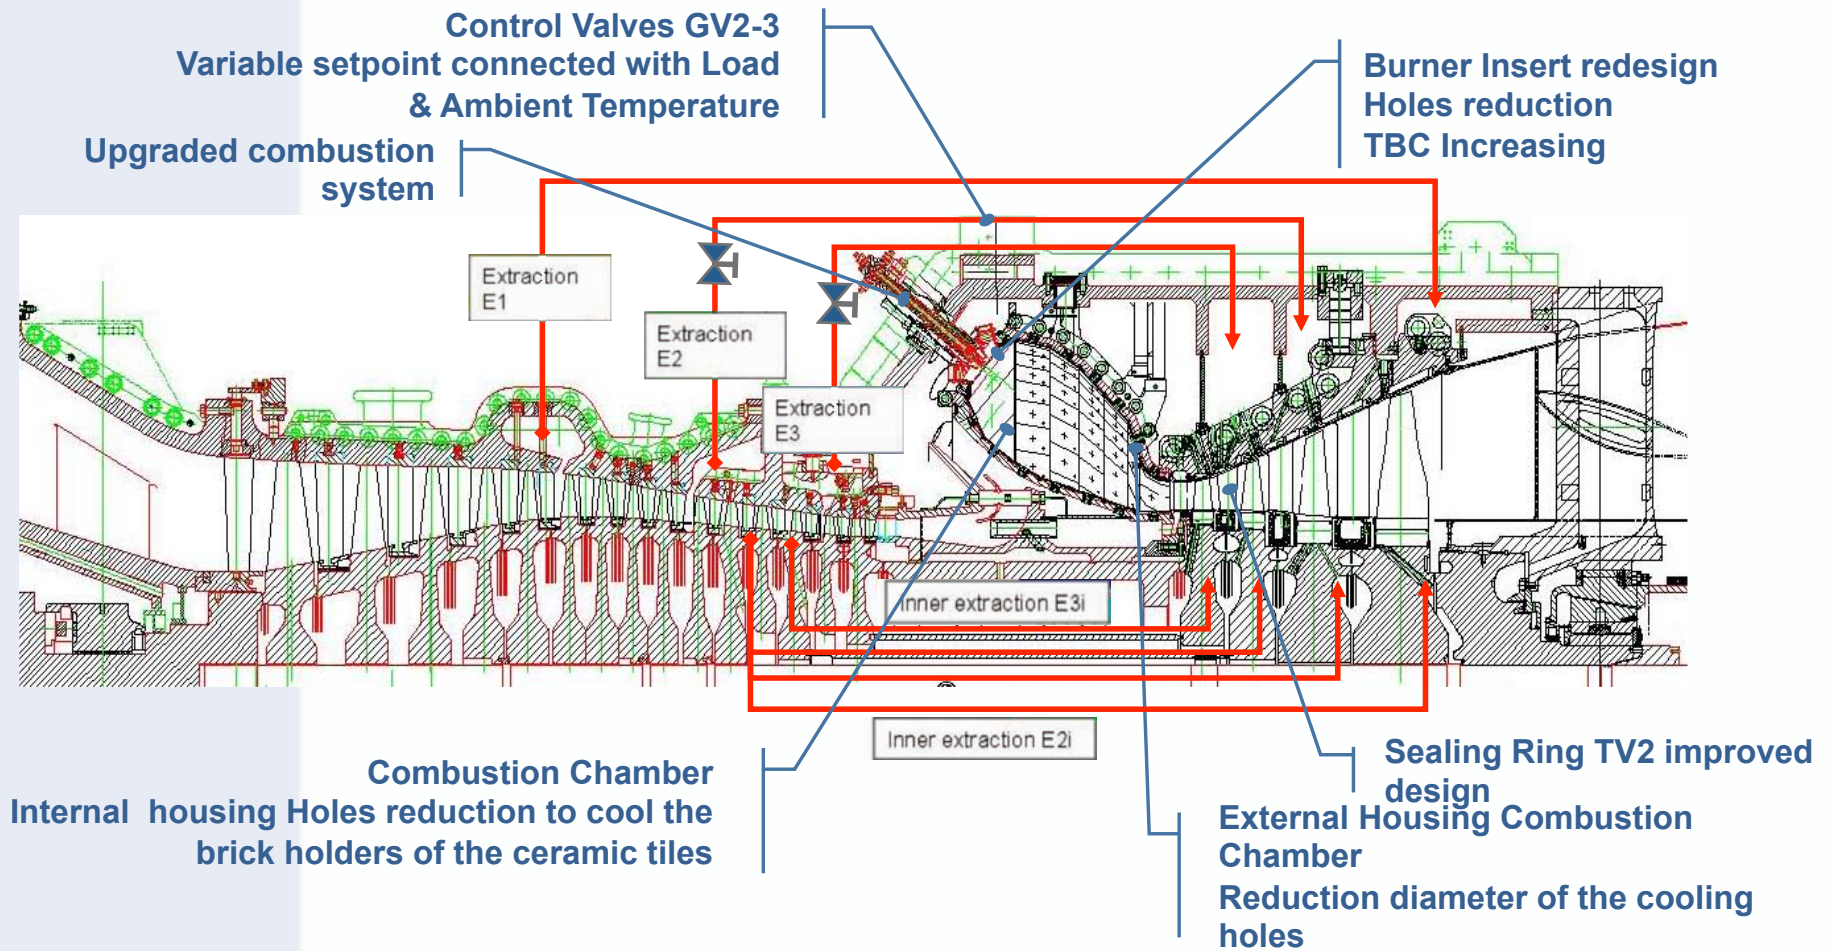 Control Valves GV2-3
Variable setpoint connected with Load
& Ambient Temperature
Burner Insert redesign
Holes reduction
TBC Increasing
Upgraded combustion
system
Extraction
E1
Extraction
E2
Extraction
E3
Inner extraction E3i
Inner extraction E2i
Combustion Chamber
Internal housing Holes reduction to cool the
brick holders of the ceramic tiles
Sealing Ring TV2 improved
design
External Housing Combustion
Chamber
Reduction diameter of the cooling
holes